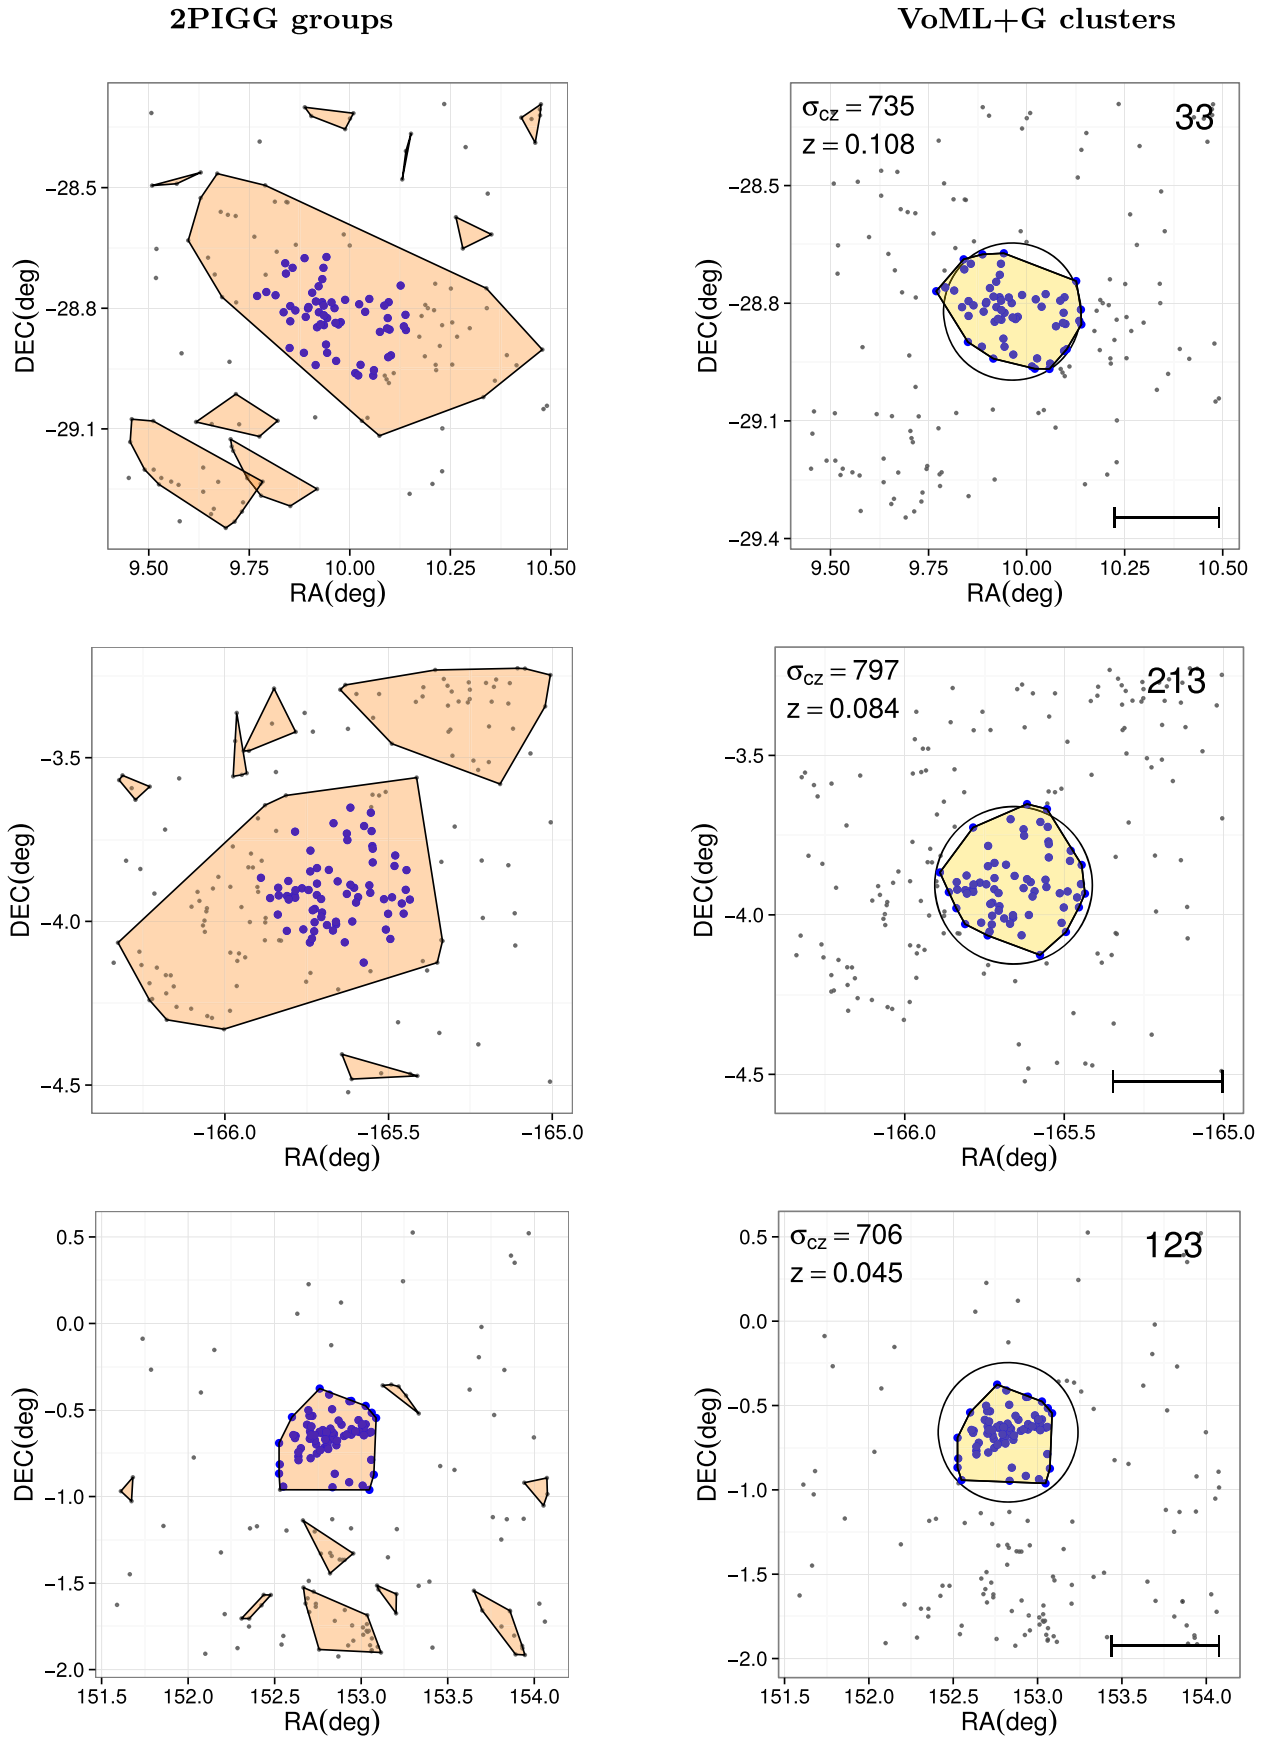 2PIGG groups
VoML+G clusters
DEC(deg)
−28.5
−28.8
−29.1
9.50 9.75 10.00 10.25 10.50
RA(deg)
σcz = 735
z = 0.108
33
DEC(deg)
−28.5
−28.8
−29.1
−29.4
9.50 9.75 10.00 10.25 10.50
RA(deg)
DEC(deg)
−3.5
−4.0
−4.5
−166.0 −165.5 −165.0
RA(deg)
σcz = 797
z = 0.084
213
DEC(deg)
−3.5
−4.0
−4.5
−166.0 −165.5 −165.0
RA(deg)
DEC(deg)
0.5
0.0
−0.5
−1.0
−1.5
−2.0
151.5 152.0 152.5 153.0 153.5 154.0
RA(deg)
σcz = 706
z = 0.045
123
DEC(deg)
0.5
0.0
−0.5
−1.0
−1.5
−2.0
151.5 152.0 152.5 153.0 153.5 154.0
RA(deg)